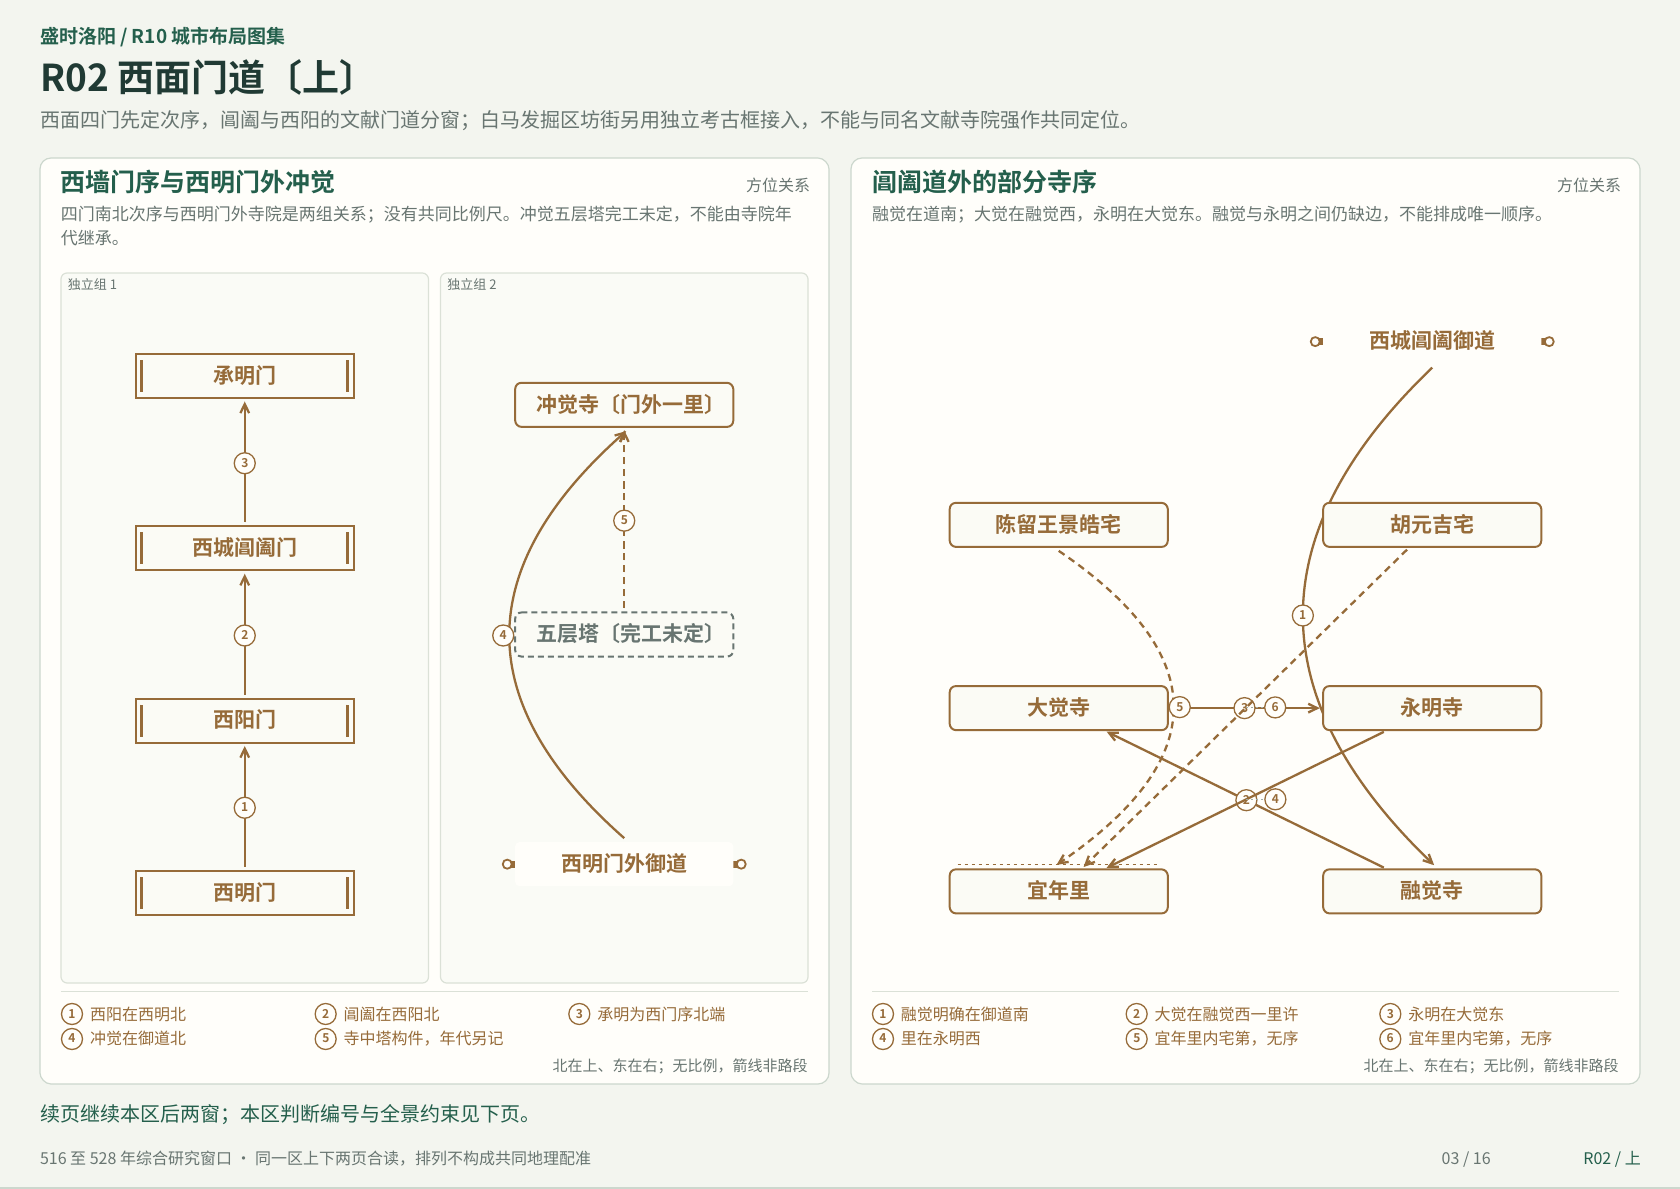 盛时洛阳 / R10 城市布局图集
R02 西面门道〔上〕
西面四门先定次序，阊阖与西阳的文献门道分窗；白马发掘区坊街另用独立考古框接入，不能与同名文献寺院强作共同定位。
西墙门序与西明门外冲觉
方位关系
四门南北次序与西明门外寺院是两组关系；没有共同比例尺。冲觉五层塔完工未定，不能由寺院年
代继承。
独立组 1
承明门
3
西城阊阖门
2
西阳门
1
西明门
独立组 2
冲觉寺〔门外一里〕
5
4
五层塔〔完工未定〕
西明门外御道
1 西阳在西明北
2 阊阖在西阳北
3 承明为西门序北端
4 冲觉在御道北
5 寺中塔构件，年代另记
北在上、东在右；无比例，箭线非路段
阊阖道外的部分寺序
方位关系
融觉在道南；大觉在融觉西，永明在大觉东。融觉与永明之间仍缺边，不能排成唯一顺序。
西城阊阖御道
陈留王景皓宅
胡元吉宅
1
大觉寺
5
3
6
永明寺
2
4
宜年里
融觉寺
1 融觉明确在御道南
2 大觉在融觉西一里许
3 永明在大觉东
4 里在永明西
5 宜年里内宅第，无序
6 宜年里内宅第，无序
北在上、东在右；无比例，箭线非路段
续页继续本区后两窗；本区判断编号与全景约束见下页。
516 至 528 年综合研究窗口 · 同一区上下两页合读，排列不构成共同地理配准
03 / 16
R02 / 上